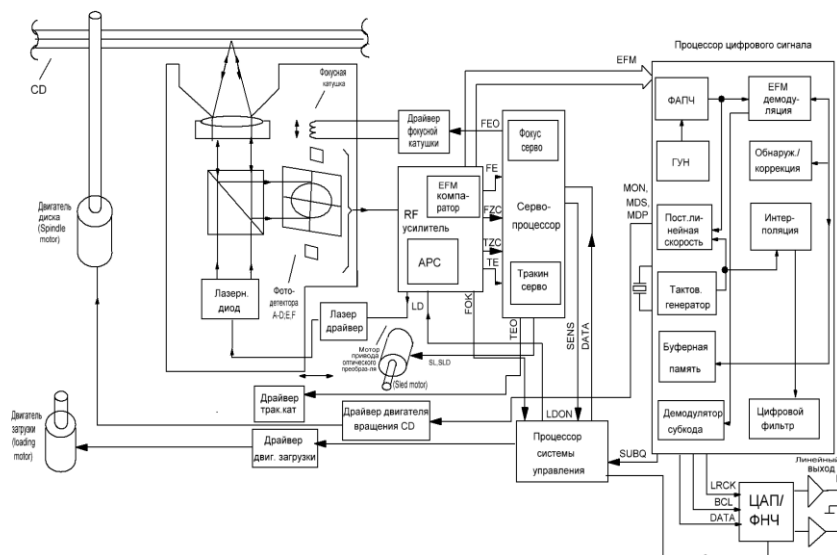 CD
Двигатель
диска
(Spindle
motor)
Двигатель
загрузки
(loading
motor)
Фокусная
катушка
Драйвер
фокусной
катушки
Лазерн.
диод
Фото-
детектора
A-D;E,F
Лазер
драйвер
Мотор
привода
оптического
преобраз-ля
(Sled motor)
SL,SLD
Драйвер
трак.кат
Драйвер двигателя
вращения CD
Драйвер
двиг. загрузки
EFM
компа-
ратор
RF
усилитель
APC
LD
FOK
FEO
FE
FZC
TZC
TE
TEO
Фокус
серво
Серво-
процессор
Тракин
серво
SENS
DATA
LDON
Процессор
системы
управления
EFM
MON,
MDS,
MDP
SUBQ
Процессор цифрового сигнала
ФАПЧ
EFM
демоду-
ляция
ГУН
Обнаруж./
коррекция
Пост.ли-
нейная
скорость
Интер-
поляция
Тактов.
генератор
Буферная
память
Демодулятор
субкода
Цифровой
фильтр
LRCK
BCL
DATA
ЦАП/
ФНЧ
Линейный
выход